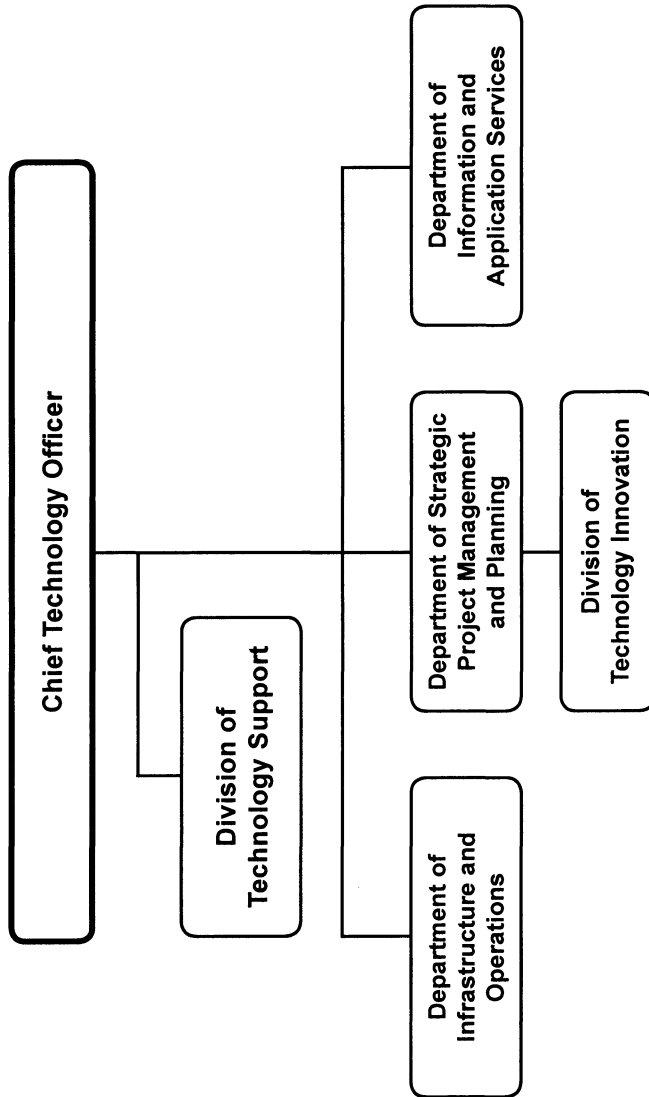 Chief Technology Officer
Division of
Technology Support
Department of
Infrastructure and
Operations
Department of Strategic
Project Management
and Planning
Department of
Information and
Application Services
Division of
Technology Innovation